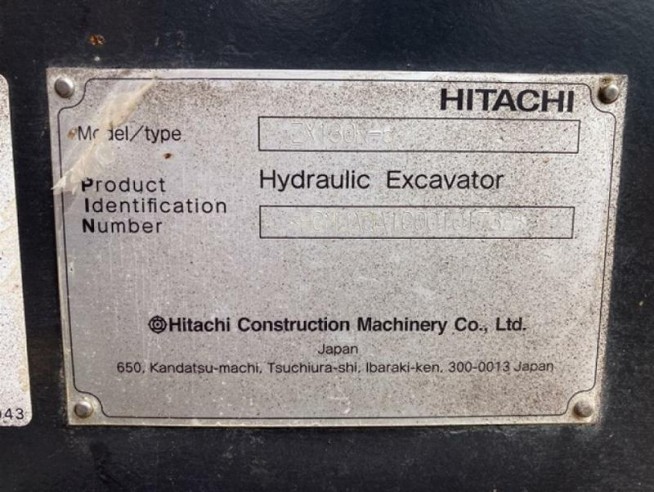 HITACHI
Model/type
Hydraulic Excavator
Product
Identification
Number
Hitachi Construction Machinery Co., Ltd.
Japan
650, Kandatsu-machi, Tsuchiura-shi, Ibaraki-ken, 300-0013 Japan
043